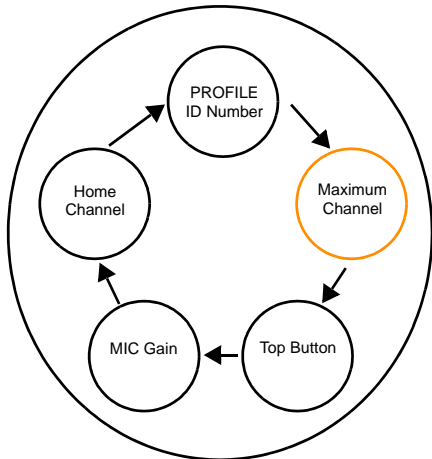 PROFILE
ID Number
Maximum
Channel
Top Button
MIC Gain
Home
Channel